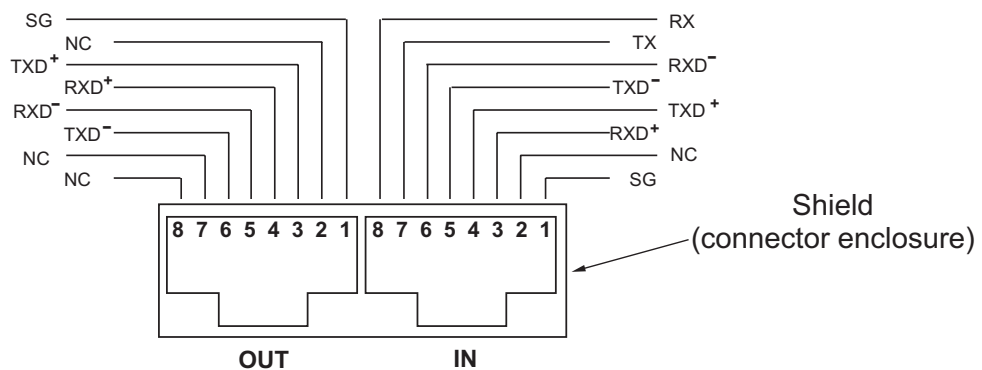 SG
NC
TXD+
RXD+
RXD−
TXD−
NC
NC
RX
TX
RXD−
TXD−
TXD +
RXD+
NC
SG
8 7 6 5 4 3 2 1
8 7 6 5 4 3 2 1
Shield
(connector enclosure)
OUT
IN